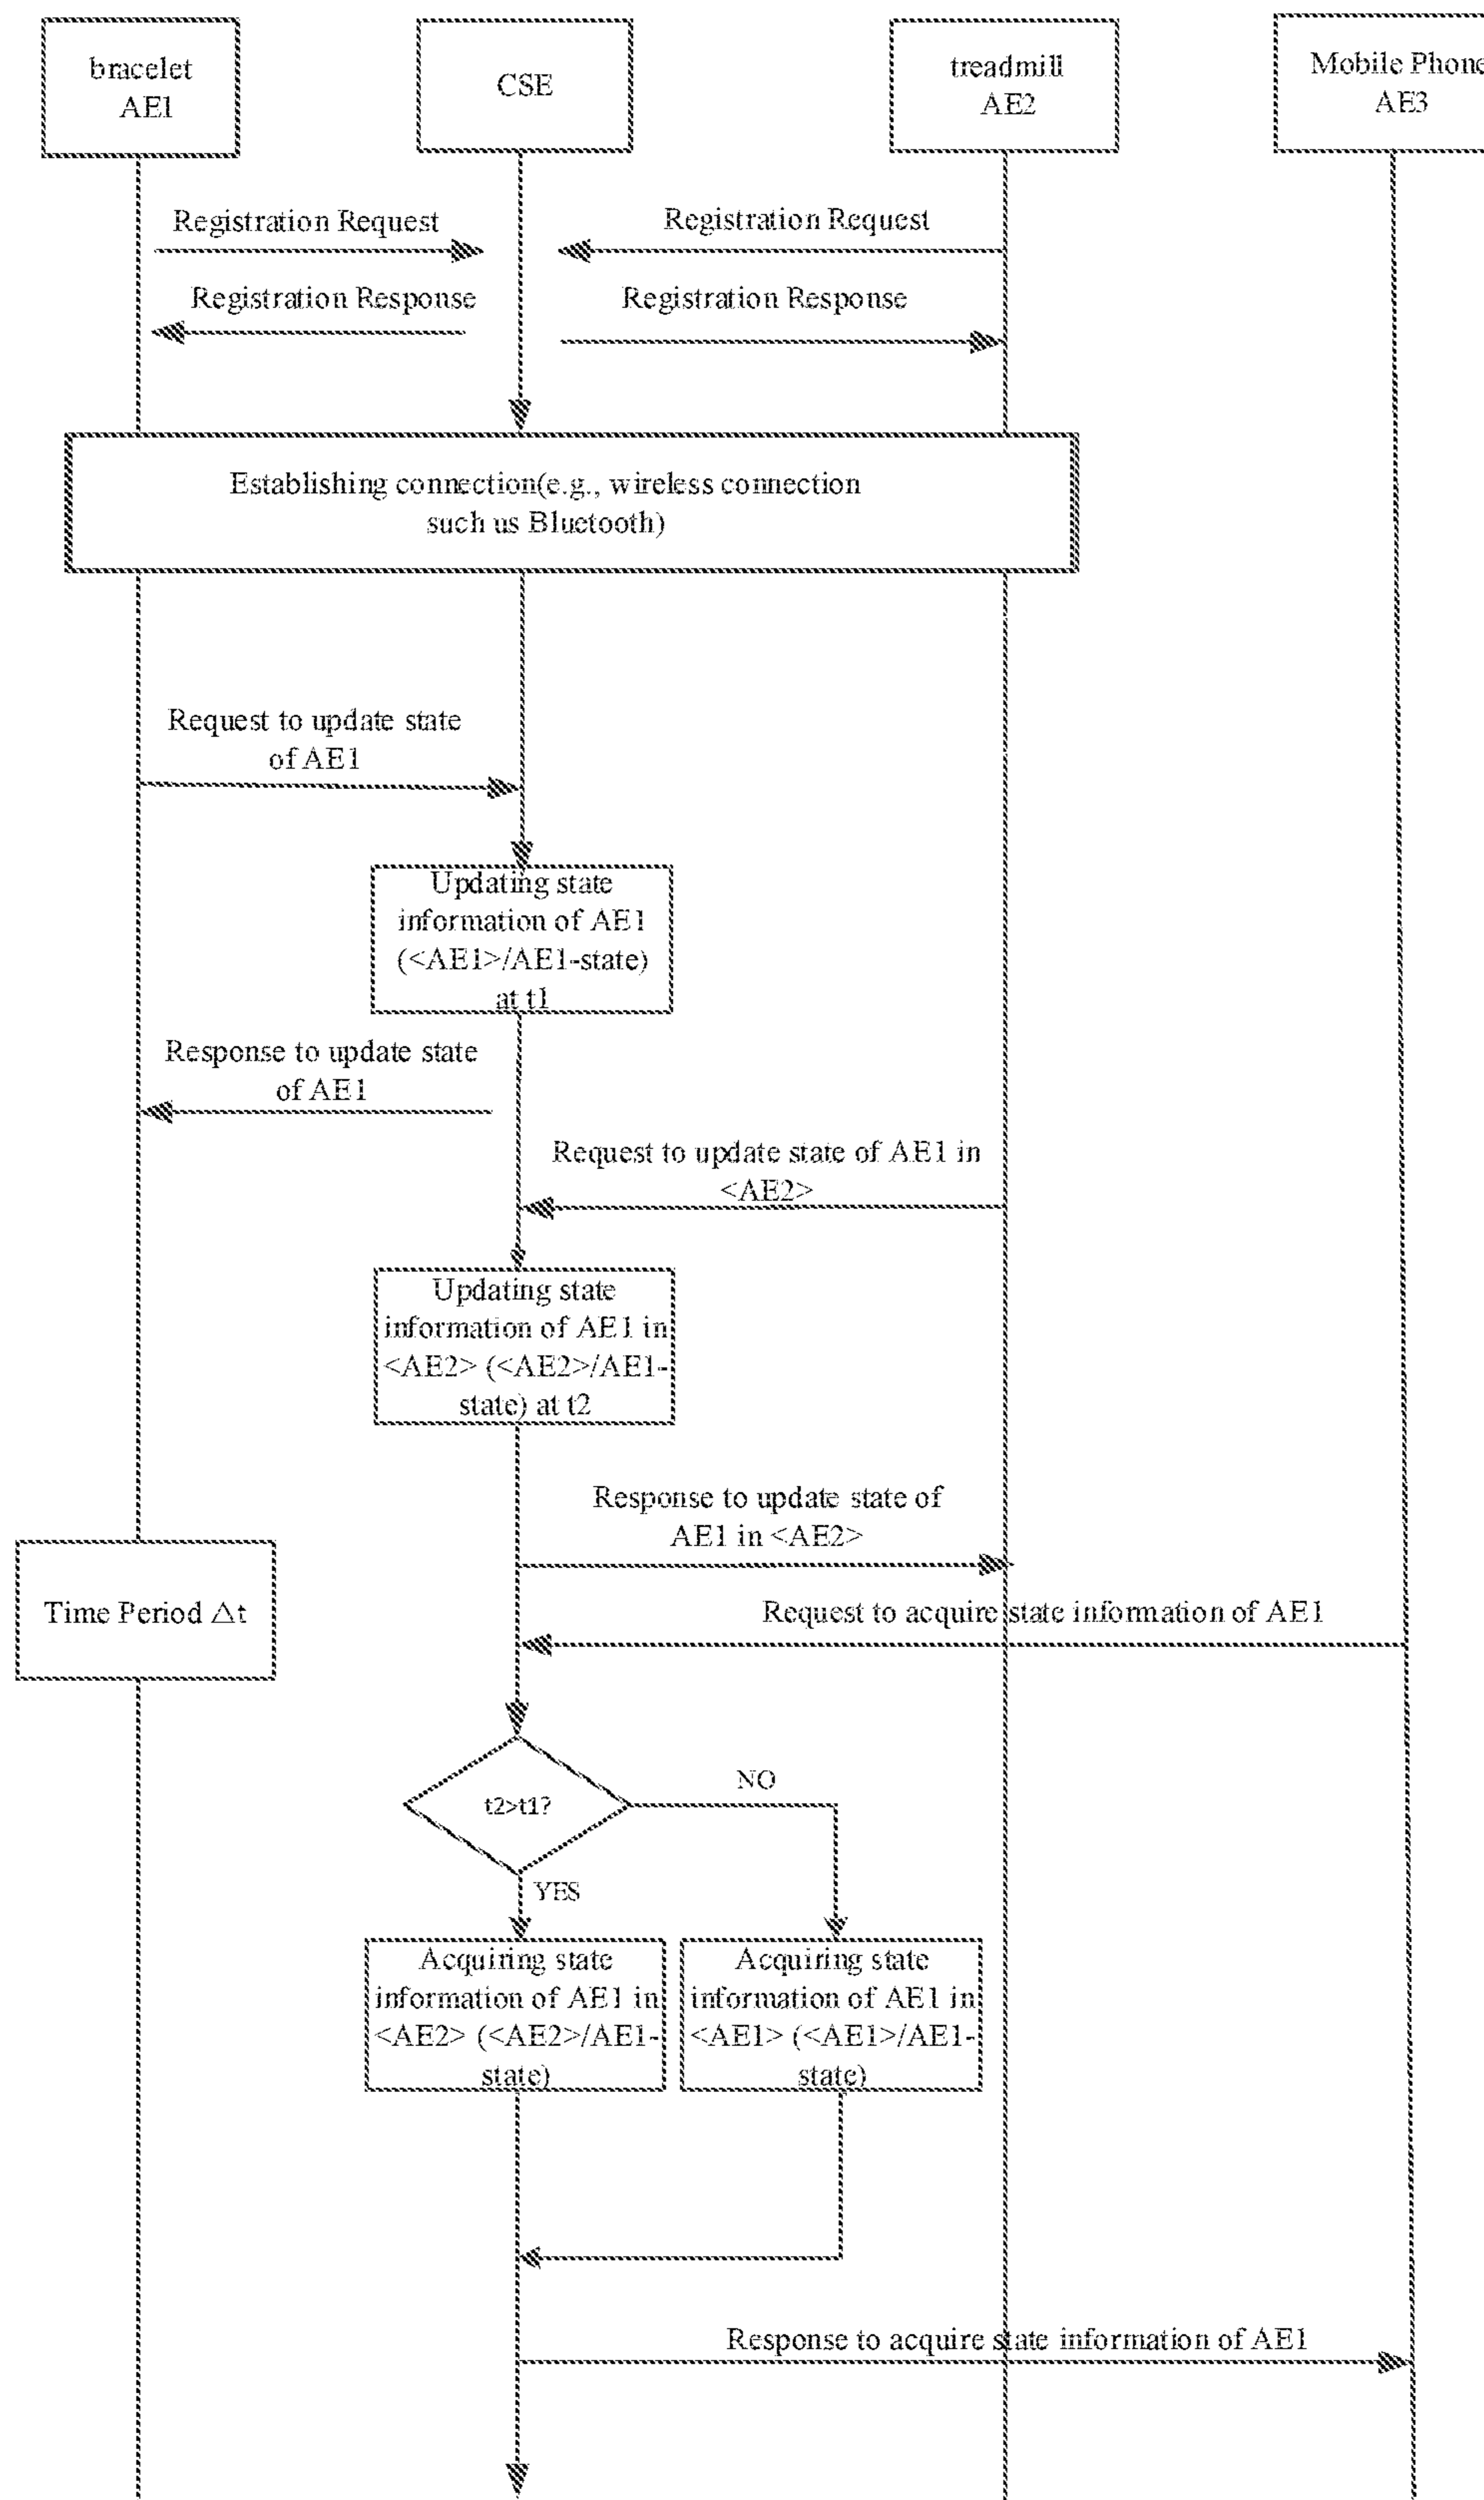 bracelet
AE1
CSE
treadmill
AE2
Mobile Phone
AE3
Registration Request
Registration Request
Registration Response
Registration Response
Establishing connection(e.g., wireless connection
such us Bluetooth)
Request to update state
of AE1
Updating state
information of AE1
(<AE1>/AE1-state)
at t1
Response to update state
of AE1
Request to update state of AE1 in
<AE2>
Updating state
information of AE1 in
<AE2> (<AE2>/AE1-
state) at t2
Response to update state of
AE1 in <AE2>
Time Period △t
Request to acquire state information of AE1
t2>t1?
NO
YES
Acquiring state
information of AE1 in
<AE2> (<AE2>/AE1-
state)
Acquiring state
information of AE1 in
<AE1> (<AE1>/AE1-
state)
Response to acquire state information of AE1